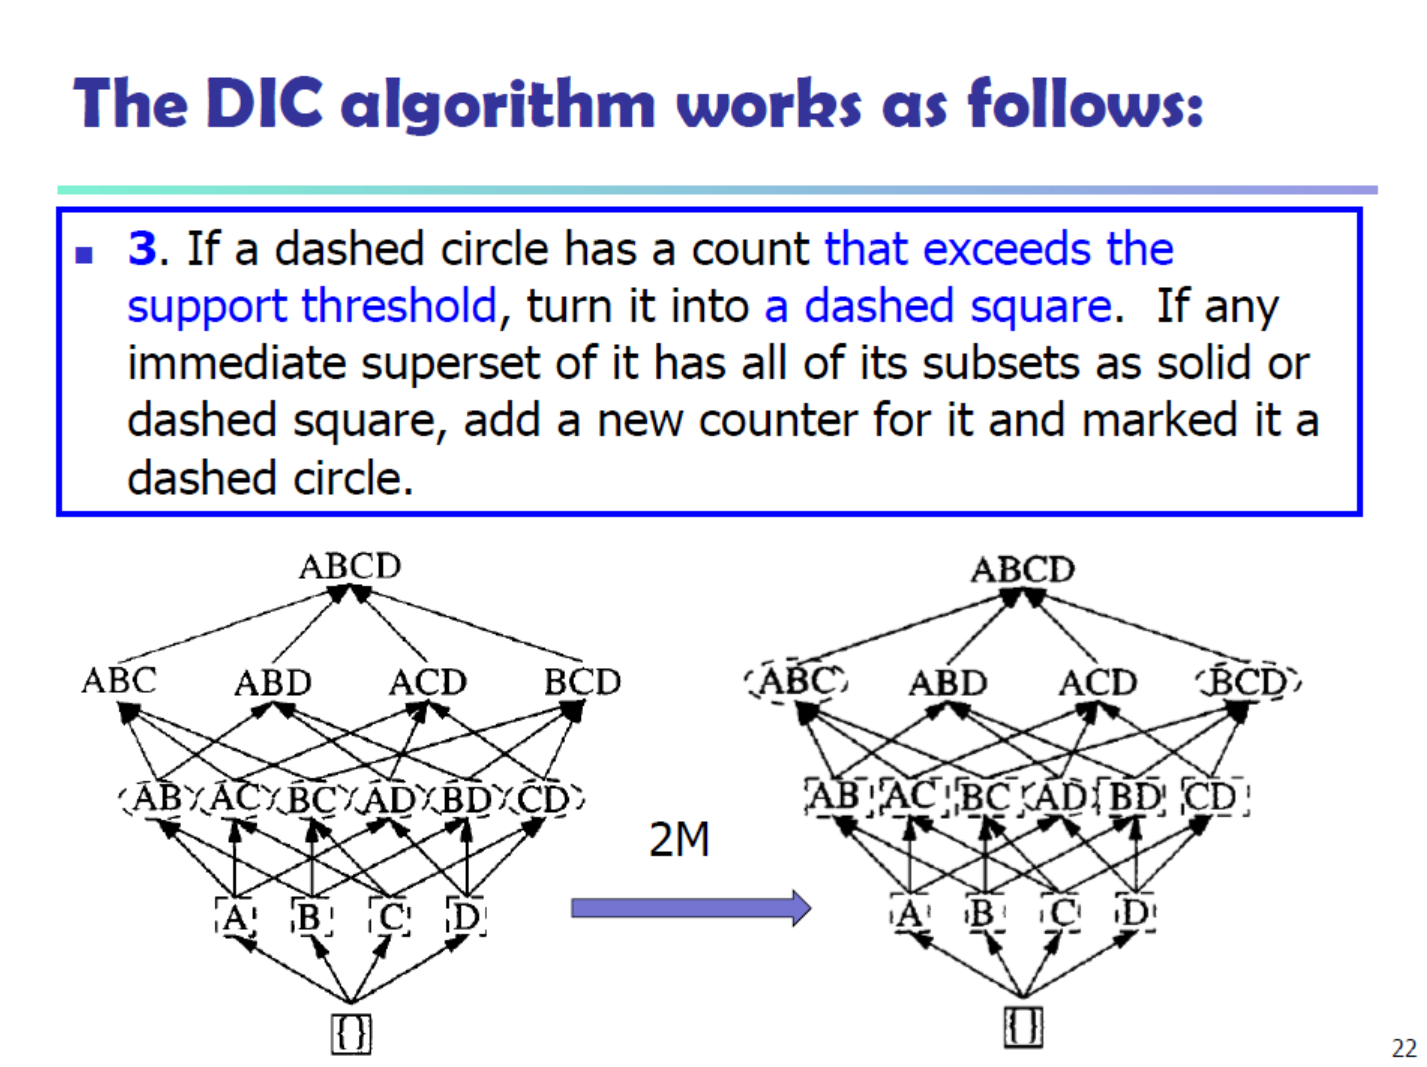 The DIC algorithm works as follows:
3. If a dashed circle has a count that exceeds the
support threshold, turn it into a dashed square. If any
immediate superset of it has all of its subsets as solid or
dashed square, add a new counter for it and marked it a
dashed circle.
ABCD
ABC ABD ACD BCD
AB AC BC AD BD CD
A B C D
{}
2M
ABCD
ABC ABD ACD BCD
AB AC BC AD BD CD
A B C D
{}
22